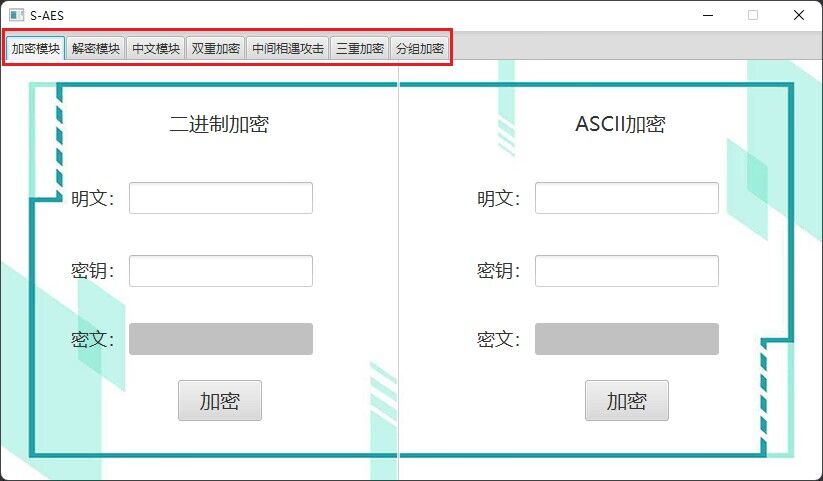 S-AES
加密模块 解密模块 中文模块 双重加密 中间相遇攻击 三重加密 分组加密
二进制加密
明文：
密钥：
密文：
加密
ASCII加密
明文：
密钥：
密文：
加密